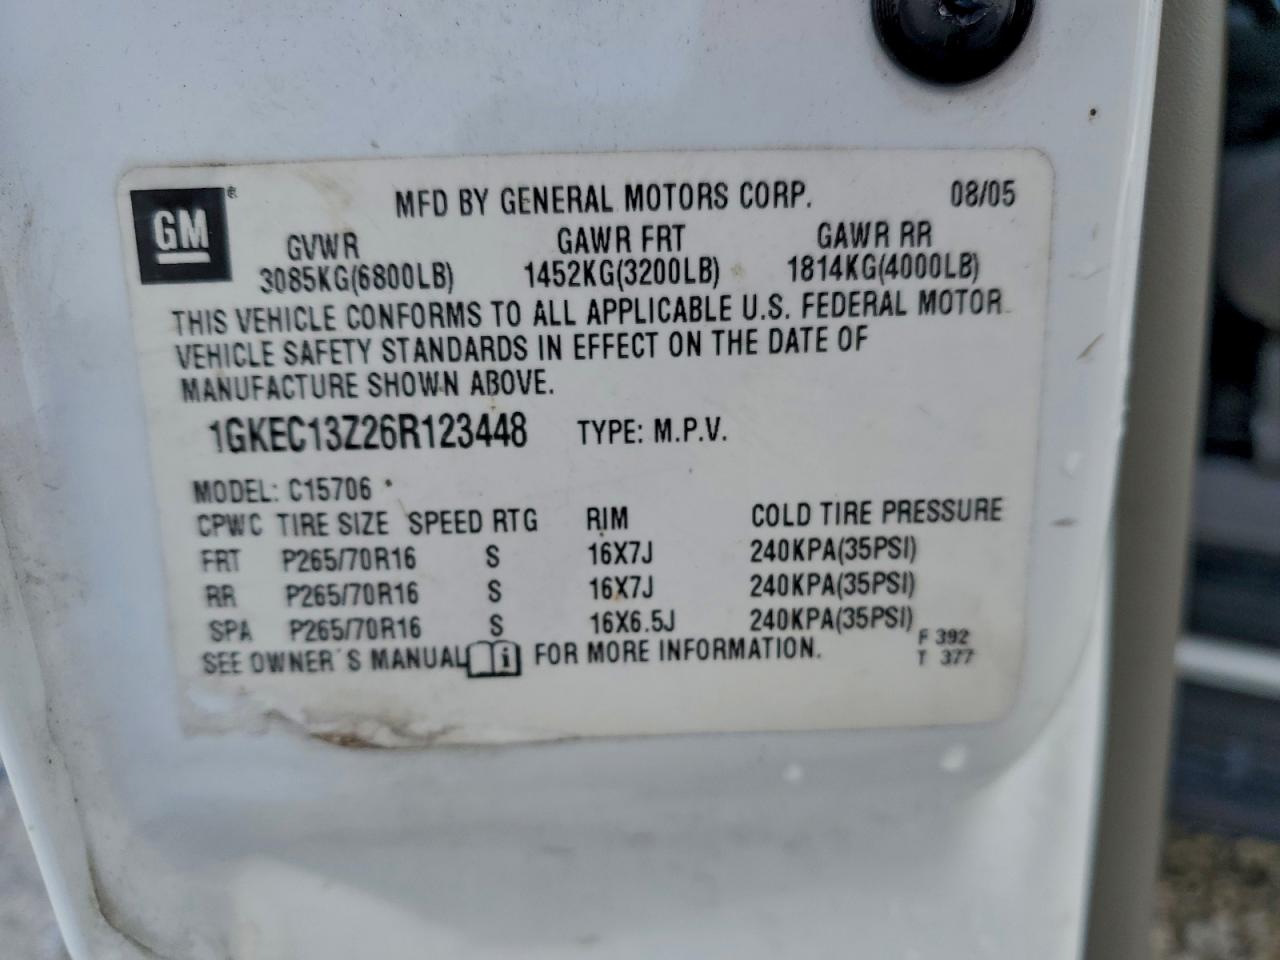 GM®
MFD BY GENERAL MOTORS CORP. 08/05
GVWR GAWR FRT GAWR RR
3085KG(6800LB) 1452KG(3200LB) 1814KG(4000LB)
THIS VEHICLE CONFORMS TO ALL APPLICABLE U.S. FEDERAL MOTOR
VEHICLE SAFETY STANDARDS IN EFFECT ON THE DATE OF
MANUFACTURE SHOWN ABOVE.
1GKEC13Z26R123448 TYPE: M.P.V.
MODEL: C15706
CPWC TIRE SIZE SPEED RTG RIM COLD TIRE PRESSURE
FRT P265/70R16 S 16X7J 240KPA(35PSI)
RR P265/70R16 S 16X7J 240KPA(35PSI)
SPA P265/70R16 S 16X6.5J 240KPA(35PSI)
SEE OWNER'S MANUAL i FOR MORE INFORMATION.
F 392
T 377